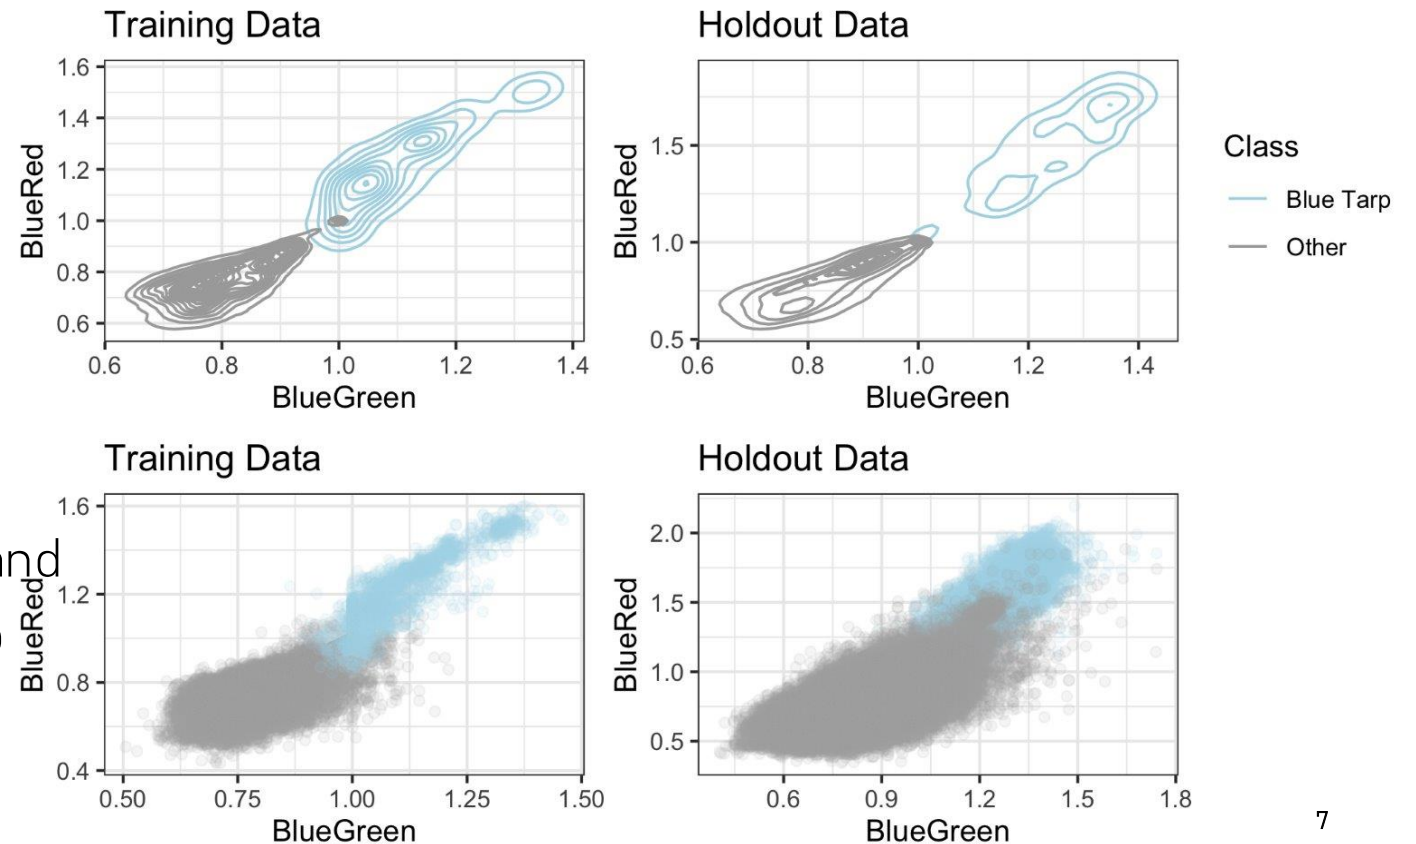 Training Data
1.6
1.4
1.2
1.0
0.8
0.6
BlueRed
0.6 0.8 1.0 1.2 1.4
BlueGreen
Holdout Data
1.5
1.0
0.5
BlueRed
0.6 0.8 1.0 1.2 1.4
BlueGreen
Class
Blue Tarp
Other
Training Data
1.6
1.2
0.8
0.4
BlueRed
0.50 0.75 1.00 1.25 1.50
BlueGreen
Holdout Data
2.0
1.5
1.0
0.5
BlueRed
0.6 0.9 1.2 1.5 1.8
BlueGreen
7